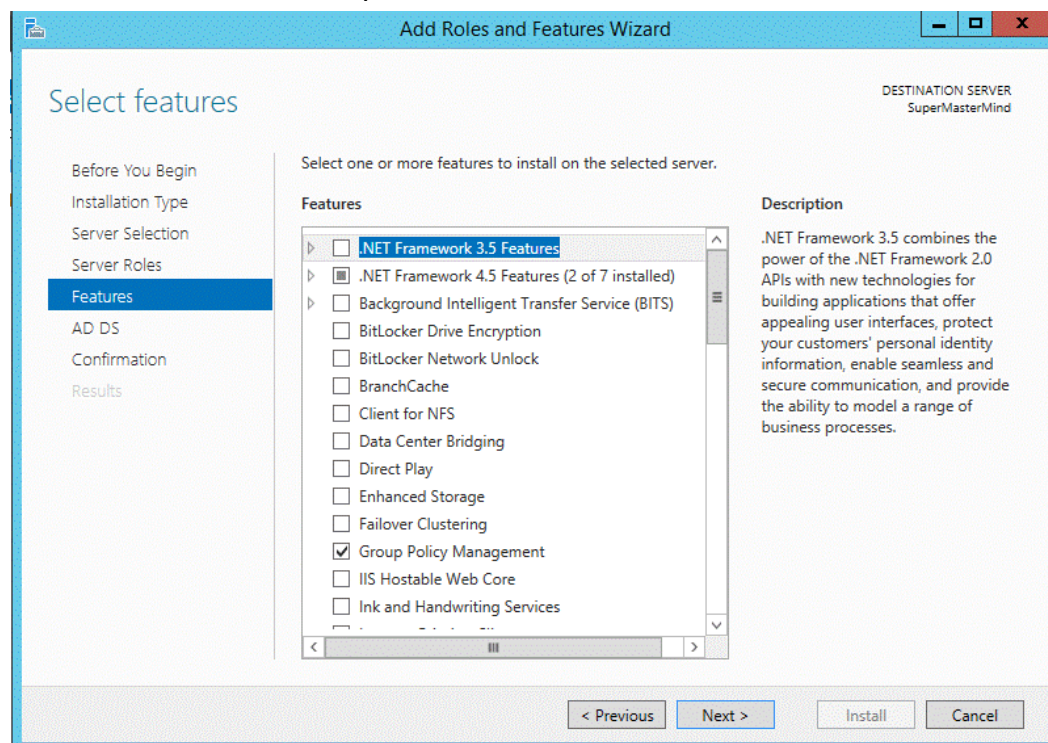 Add Roles and Features Wizard
Select features
DESTINATION SERVER
SuperMasterMind
Before You Begin
Installation Type
Server Selection
Server Roles
Features
AD DS
Confirmation
Results
Select one or more features to install on the selected server.
Features
.NET Framework 3.5 Features
.NET Framework 4.5 Features (2 of 7 installed)
Background Intelligent Transfer Service (BITS)
BitLocker Drive Encryption
BitLocker Network Unlock
BranchCache
Client for NFS
Data Center Bridging
Direct Play
Enhanced Storage
Failover Clustering
Group Policy Management
IIS Hostable Web Core
Ink and Handwriting Services
Description
.NET Framework 3.5 combines the
power of the .NET Framework 2.0
APIs with new technologies for
building applications that offer
appealing user interfaces, protect
your customers' personal identity
information, enable seamless and
secure communication, and provide
the ability to model a range of
business processes.
< Previous
Next >
Install
Cancel